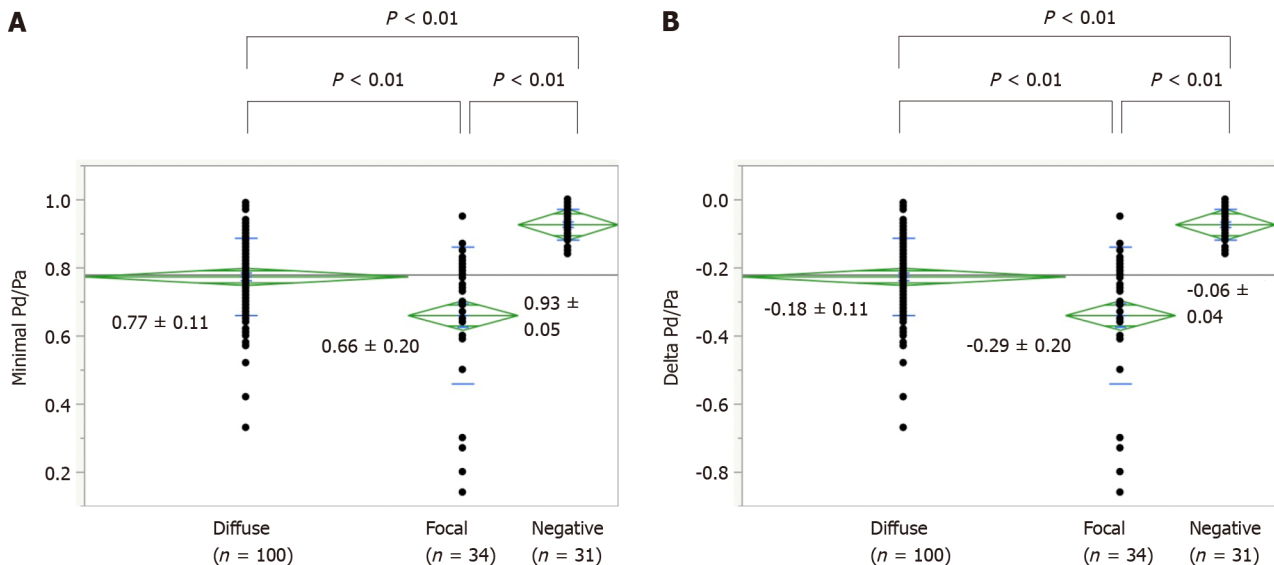 A
P < 0.01
P < 0.01
P < 0.01
Minimal Pd/Pa
1.0
0.8
0.6
0.4
0.2
0.77 ± 0.11
0.66 ± 0.20
0.93 ±
0.05
Diffuse
(n = 100)
Focal
(n = 34)
Negative
(n = 31)
B
P < 0.01
P < 0.01
P < 0.01
Delta Pd/Pa
0.0
-0.2
-0.4
-0.6
-0.8
-0.18 ± 0.11
-0.29 ± 0.20
-0.06 ±
0.04
Diffuse
(n = 100)
Focal
(n = 34)
Negative
(n = 31)